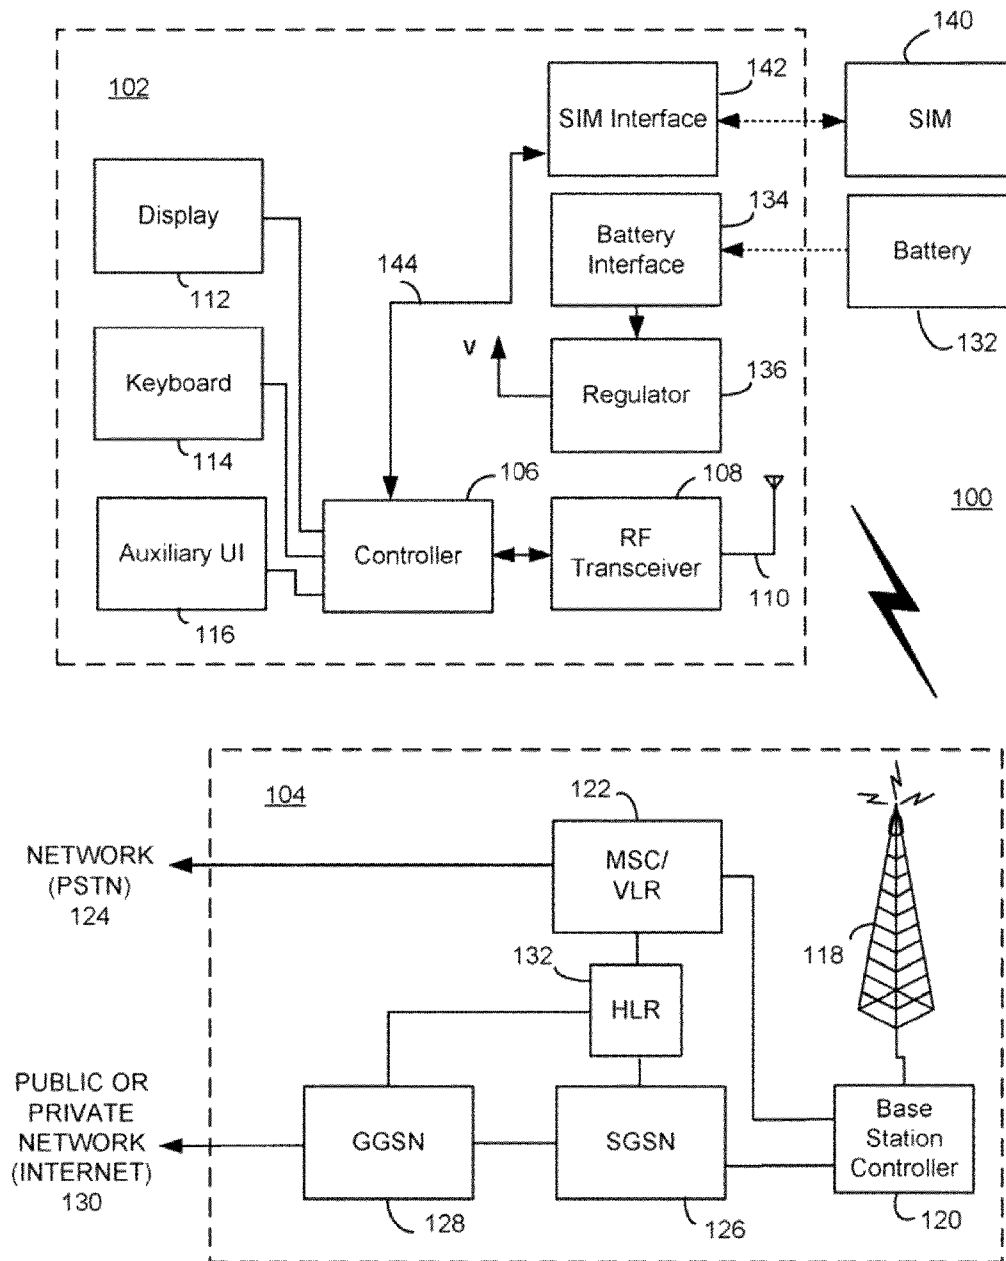 140
142
102
SIM Interface
SIM
134
Display
Battery
Interface
Battery
144
112
132
V
Keyboard
Regulator
136
114
106
108
100
Auxiliary UI
Controller
RF
Transceiver
110
116
104
122
NETWORK
(PSTN)
124
MSC/
VLR
118
132
HLR
PUBLIC OR
PRIVATE
NETWORK
(INTERNET)
130
GGSN
SGSN
Base
Station
Controller
128
126
120